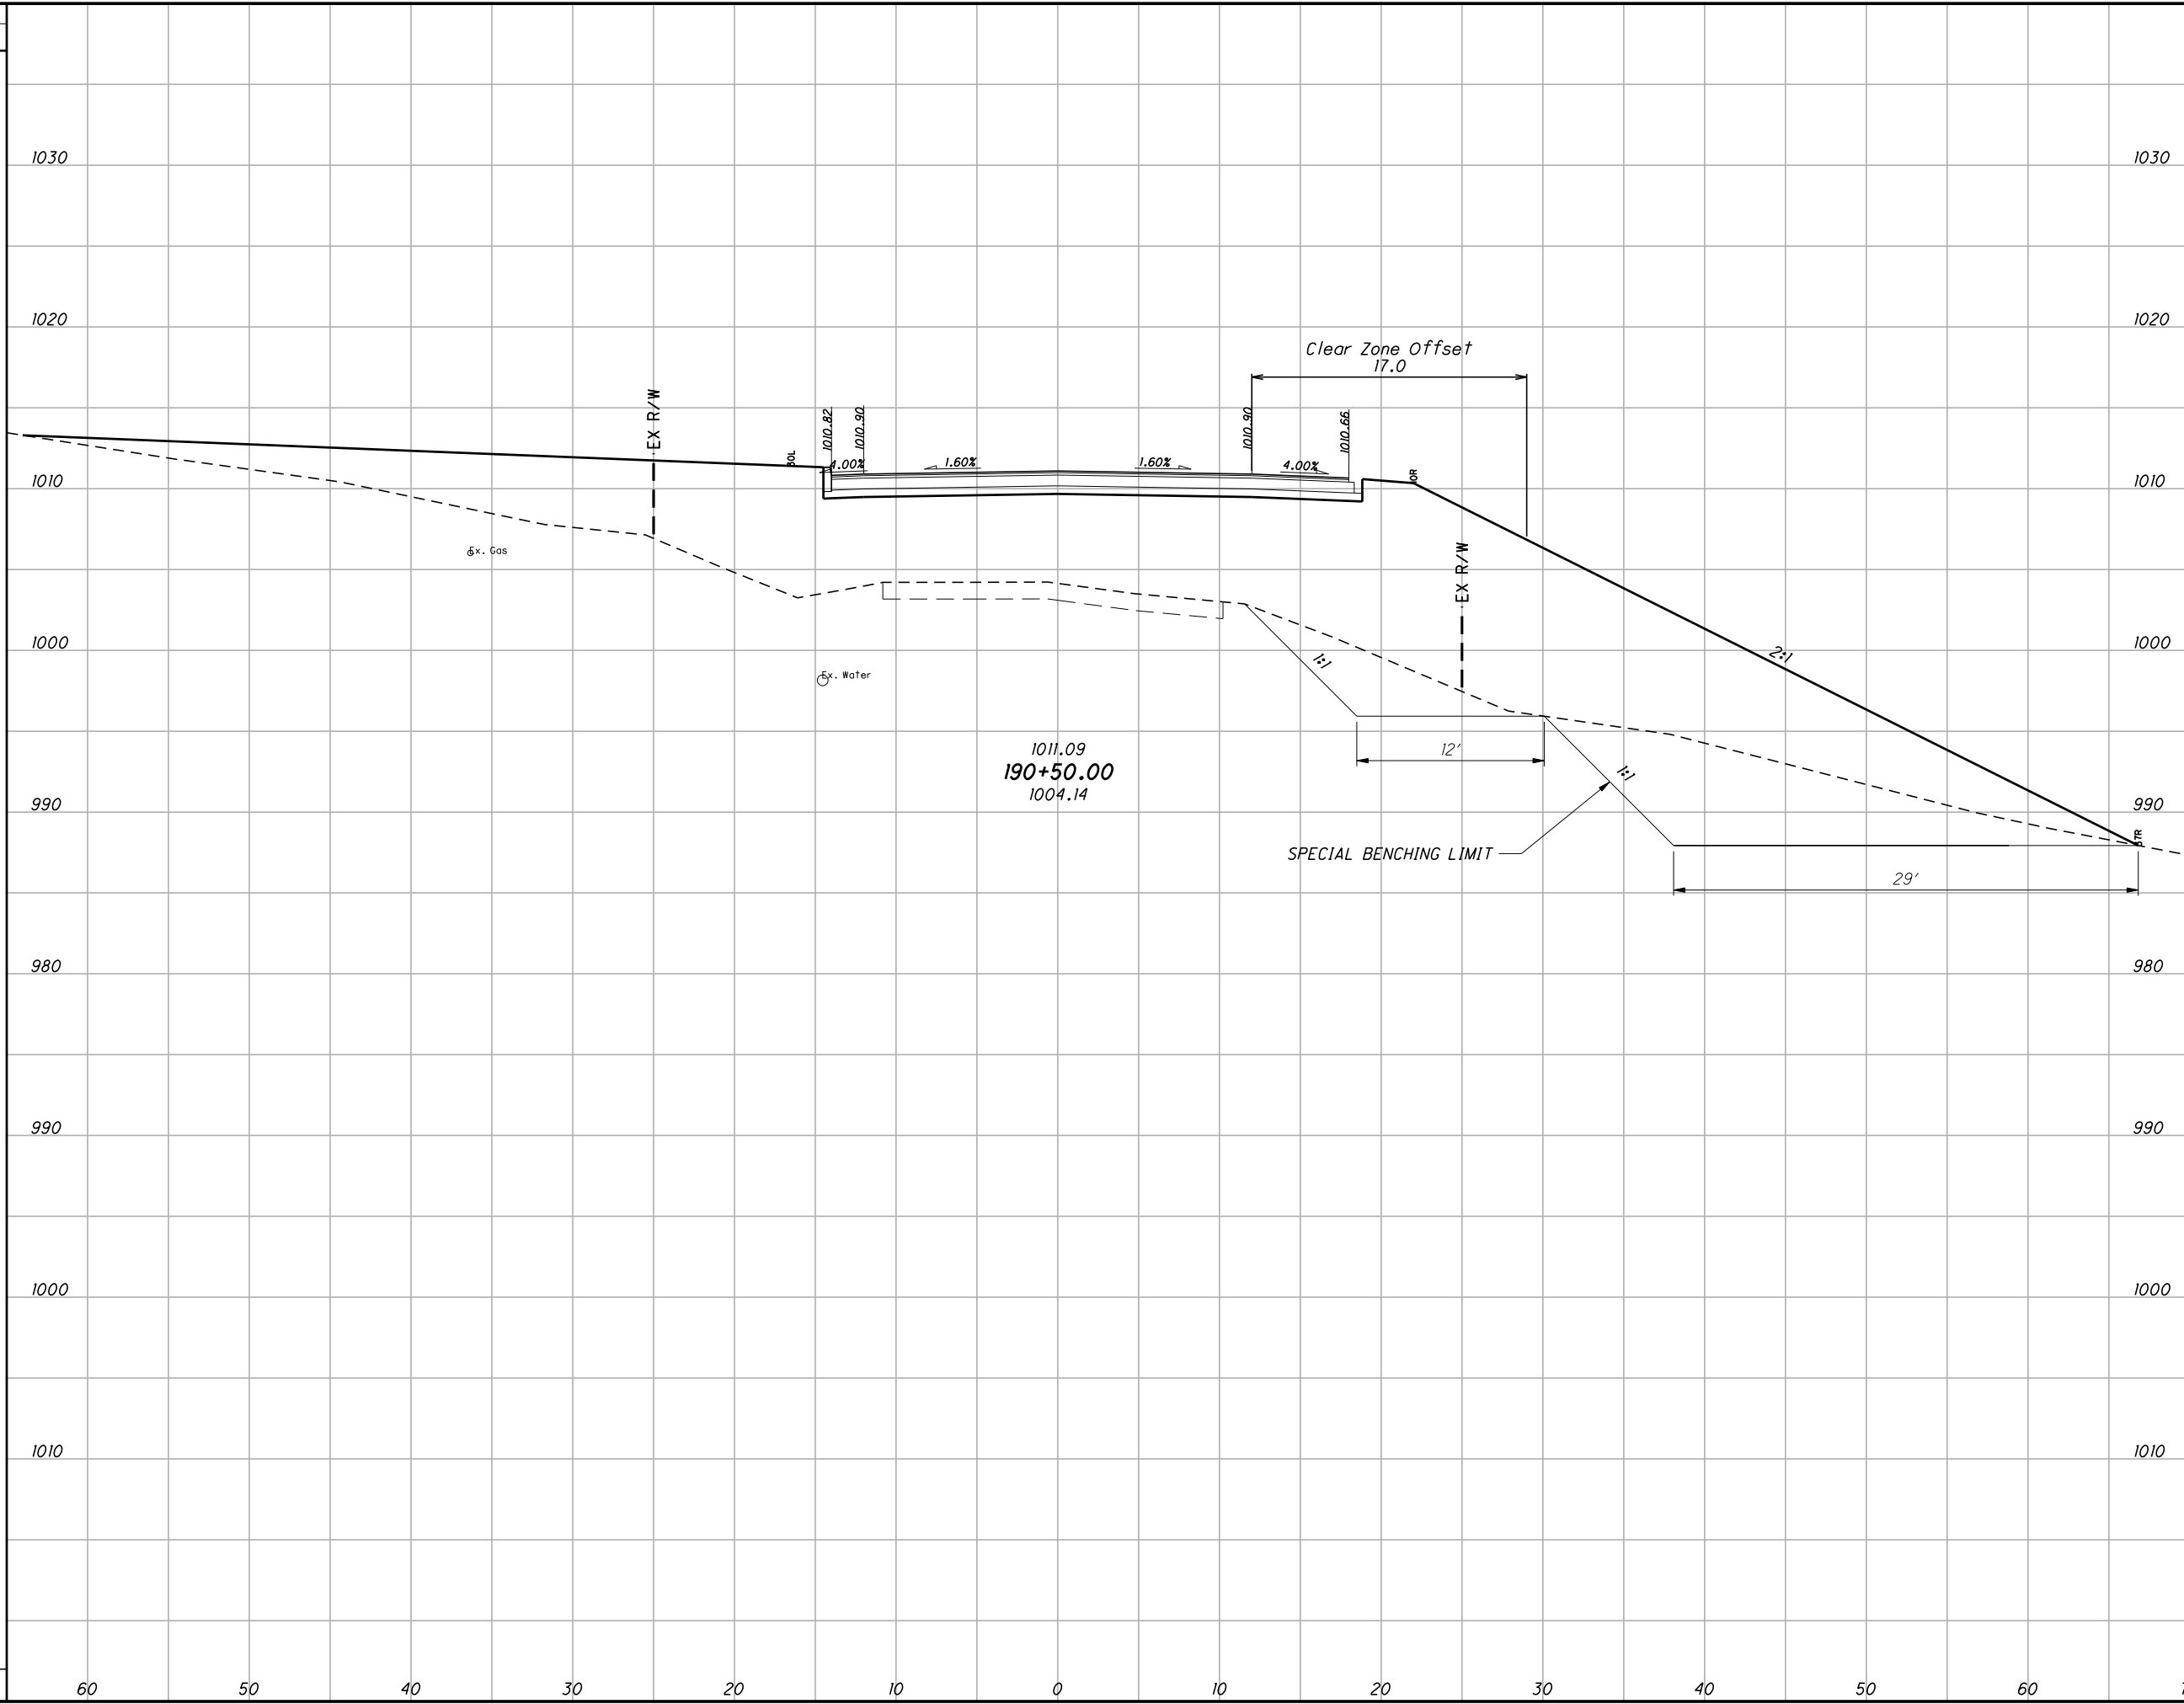 1030 1030
1020 1020
Clear Zone Offset
17.0
EX R/W
1010.82 1010.90 1010.90 1010.66
4.00% 1.60% 1.60% 4.00%
1010 1010
Ex. Gas
EX R/W
1000 1:1 2:1 1000
Ex. Water
1011.09 12'
190+50.00 1:1
1004.14
990 990
SPECIAL BENCHING LIMIT
29'
980 980
990 990
1000 1000
1010 1010
60 50 40 30 20 10 0 10 20 30 40 50 60